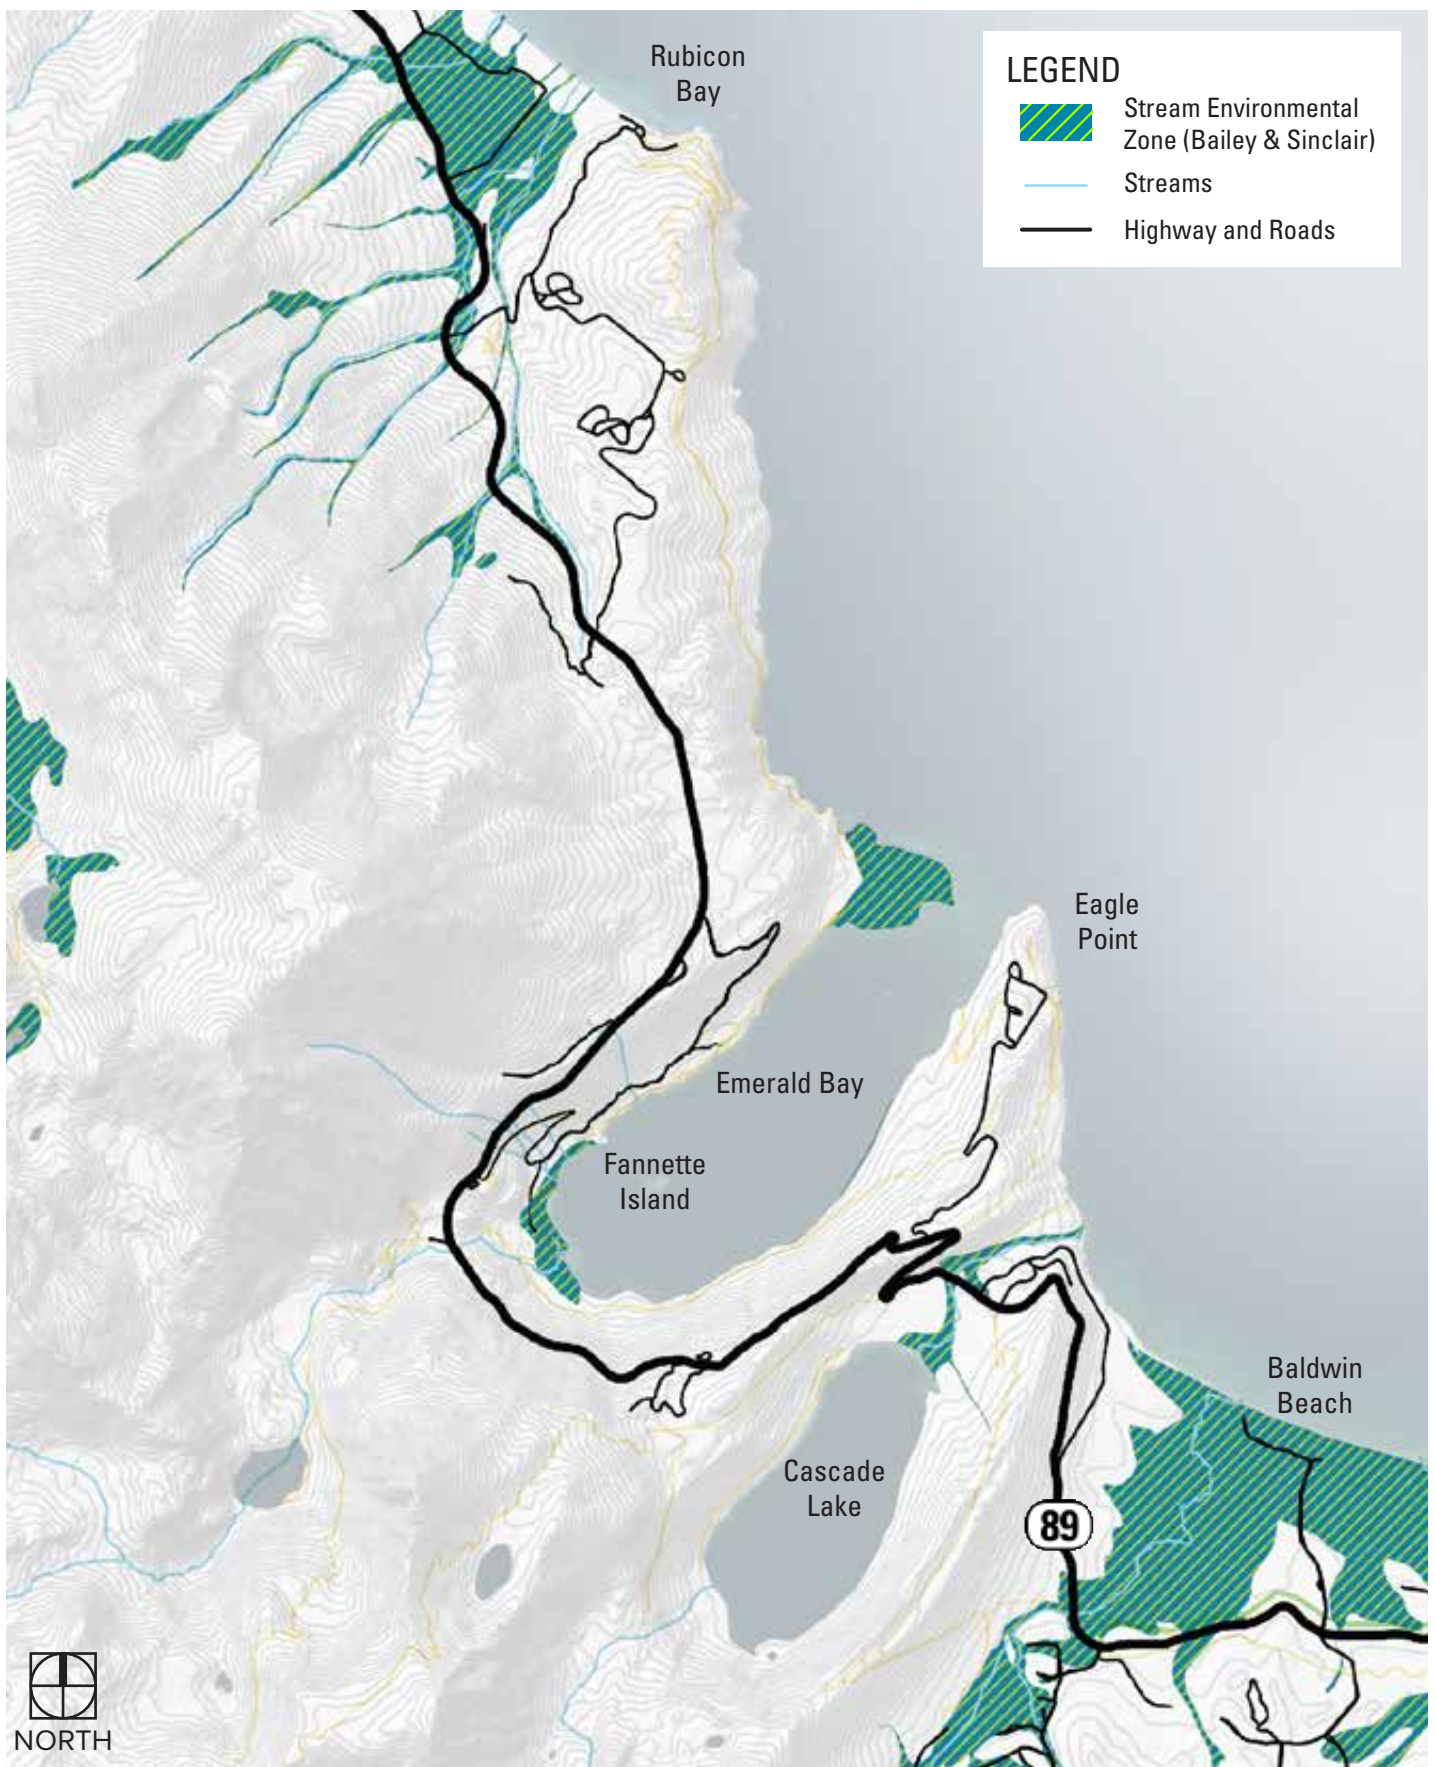 Rubicon
Bay
LEGEND
Stream Environmental
Zone (Bailey & Sinclair)
Streams
Highway and Roads
Eagle
Point
Emerald Bay
Fannette
Island
Baldwin
Beach
Cascade
Lake
89
NORTH